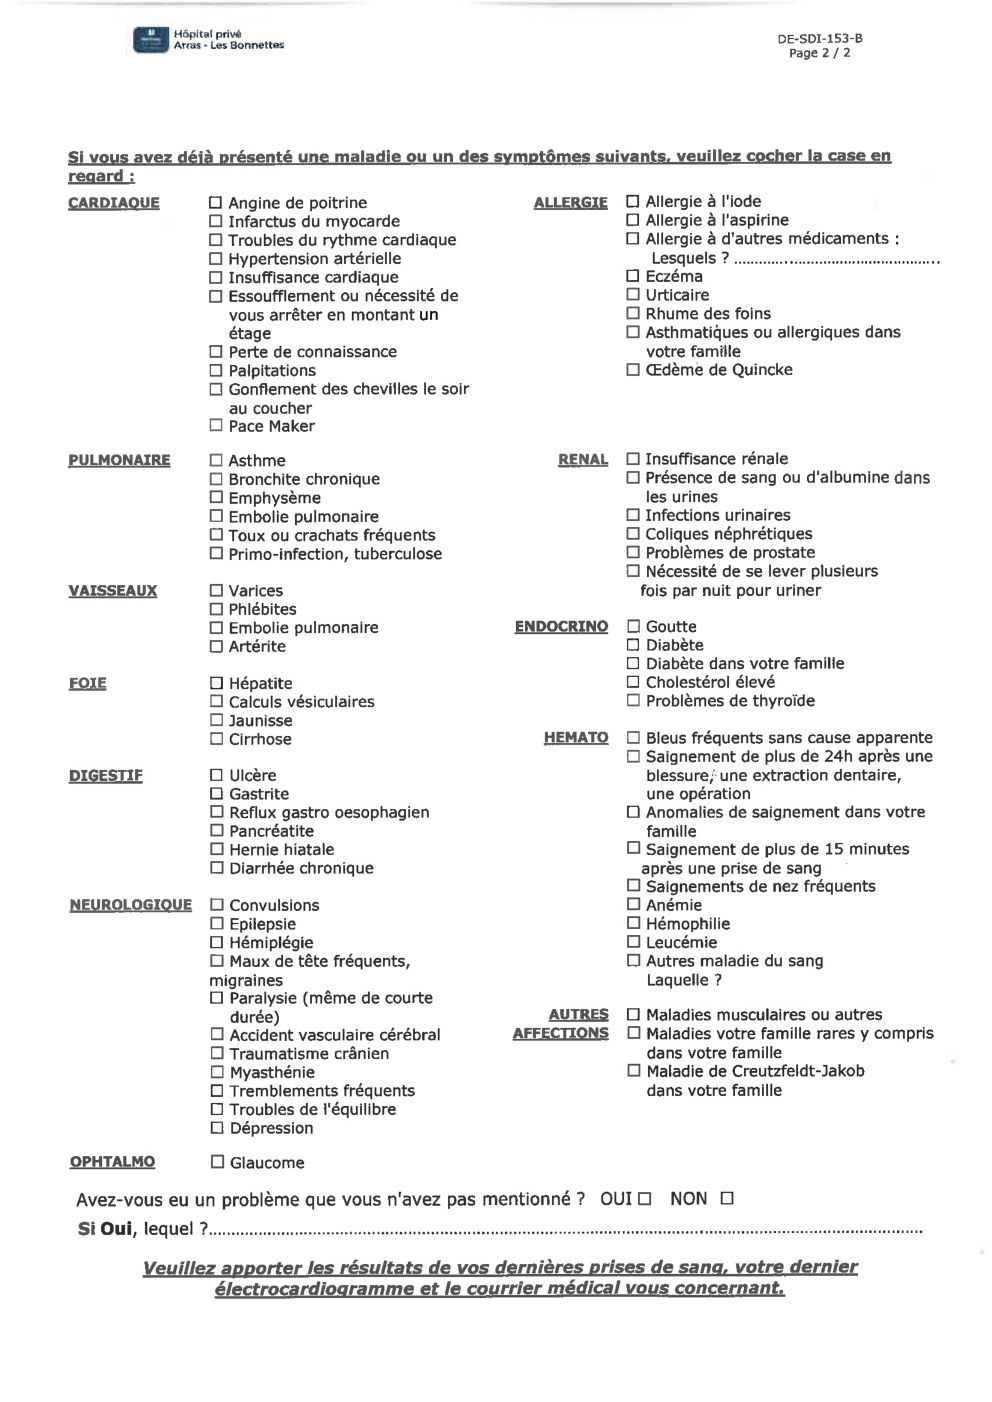 Hôpital privé
Arras - Les Bonnettes
DE-SDI-153-B
Page 2 / 2
Si vous avez déjà présenté une maladie ou un des symptômes suivants, veuillez cocher la case en
regard :
CARDIAQUE
☐ Angine de poitrine
☐ Infarctus du myocarde
☐ Troubles du rythme cardiaque
☐ Hypertension artérielle
☐ Insuffisance cardiaque
☐ Essoufflement ou nécessité de
vous arrêter en montant un
étage
☐ Perte de connaissance
☐ Palpitations
☐ Gonflement des chevilles le soir
au coucher
☐ Pace Maker
PULMONAIRE
☐ Asthme
☐ Bronchite chronique
☐ Emphysème
☐ Embolie pulmonaire
☐ Toux ou crachats fréquents
☐ Primo-infection, tuberculose
VAISSEAUX
☐ Varices
☐ Phlébites
☐ Embolie pulmonaire
☐ Artérite
FOIE
☐ Hépatite
☐ Calculs vésiculaires
☐ Jaunisse
☐ Cirrhose
DIGESTIF
☐ Ulcère
☐ Gastrite
☐ Reflux gastro oesophagien
☐ Pancréatite
☐ Hernie hiatale
☐ Diarrhée chronique
NEUROLOGIQUE
☐ Convulsions
☐ Epilepsie
☐ Hémiplégie
☐ Maux de tête fréquents,
migraines
☐ Paralysie (même de courte
durée)
☐ Accident vasculaire cérébral
☐ Traumatisme crânien
☐ Myasthénie
☐ Tremblements fréquents
☐ Troubles de l'équilibre
☐ Dépression
OPHTALMO
☐ Glaucome
ALLERGIE
☐ Allergie à l'iode
☐ Allergie à l'aspirine
☐ Allergie à d'autres médicaments :
Lesquels ? ..................................................
☐ Eczéma
☐ Urticaire
☐ Rhume des foins
☐ Asthmatiques ou allergiques dans
votre famille
☐ Œdème de Quincke
RENAL
☐ Insuffisance rénale
☐ Présence de sang ou d'albumine dans
les urines
☐ Infections urinaires
☐ Coliques néphrétiques
☐ Problèmes de prostate
☐ Nécessité de se lever plusieurs
fois par nuit pour uriner
ENDOCRINO
☐ Goutte
☐ Diabète
☐ Diabète dans votre famille
☐ Cholestérol élevé
☐ Problèmes de thyroïde
HEMATO
☐ Bleus fréquents sans cause apparente
☐ Saignement de plus de 24h après une
blessure, une extraction dentaire,
une opération
☐ Anomalies de saignement dans votre
famille
☐ Saignement de plus de 15 minutes
après une prise de sang
☐ Saignements de nez fréquents
☐ Anémie
☐ Hémophilie
☐ Leucémie
☐ Autres maladie du sang
Laquelle ?
AUTRES
AFFECTIONS
☐ Maladies musculaires ou autres
☐ Maladies votre famille rares y compris
dans votre famille
☐ Maladie de Creutzfeldt-Jakob
dans votre famille
Avez-vous eu un problème que vous n'avez pas mentionné ? OUI ☐ NON ☐
Si Oui, lequel ?..........................................................................................
Veuillez apporter les résultats de vos dernières prises de sang, votre dernier
électrocardiogramme et le courrier médical vous concernant.